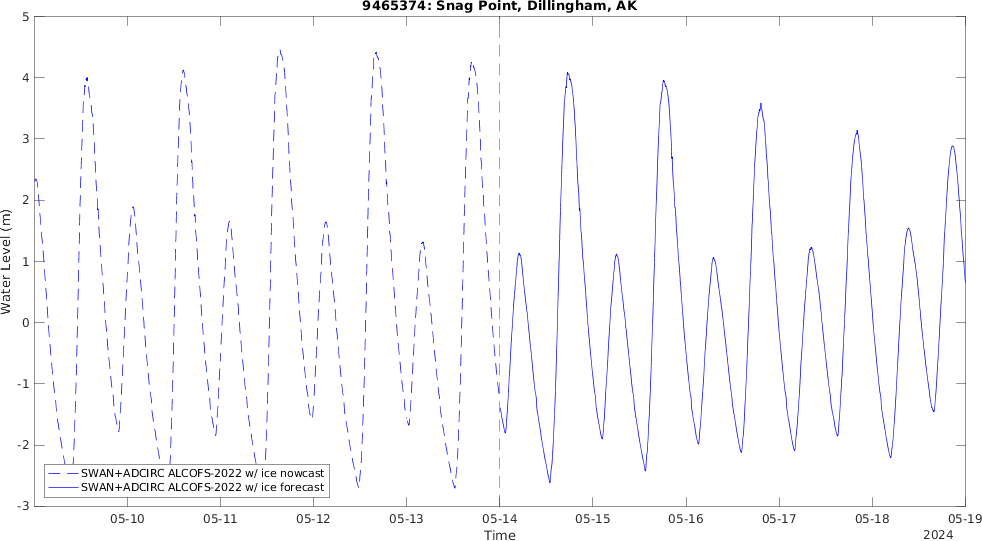 9465374: Snag Point, Dillingham, AK
Water Level (m)
5
4
3
2
1
0
-1
-2
-3
SWAN+ADCIRC ALCOFS-2022 w/ ice nowcast
SWAN+ADCIRC ALCOFS-2022 w/ ice forecast
05-10 05-11 05-12 05-13 05-14 05-15 05-16 05-17 05-18 05-19
Time
2024